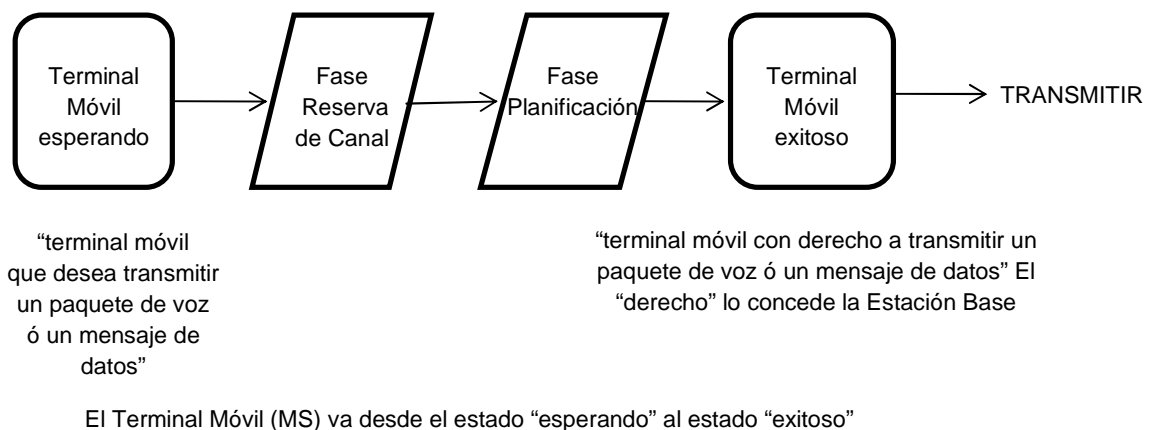 Terminal
Móvil
esperando
Fase
Reserva
de Canal
Fase
Planificación
Terminal
Móvil
exitoso
TRANSMITIR
“terminal móvil
que desea transmitir
un paquete de voz
ó un mensaje de
datos”
“terminal móvil con derecho a transmitir un
paquete de voz ó un mensaje de datos” El
“derecho” lo concede la Estación Base
El Terminal Móvil (MS) va desde el estado “esperando” al estado “exitoso”